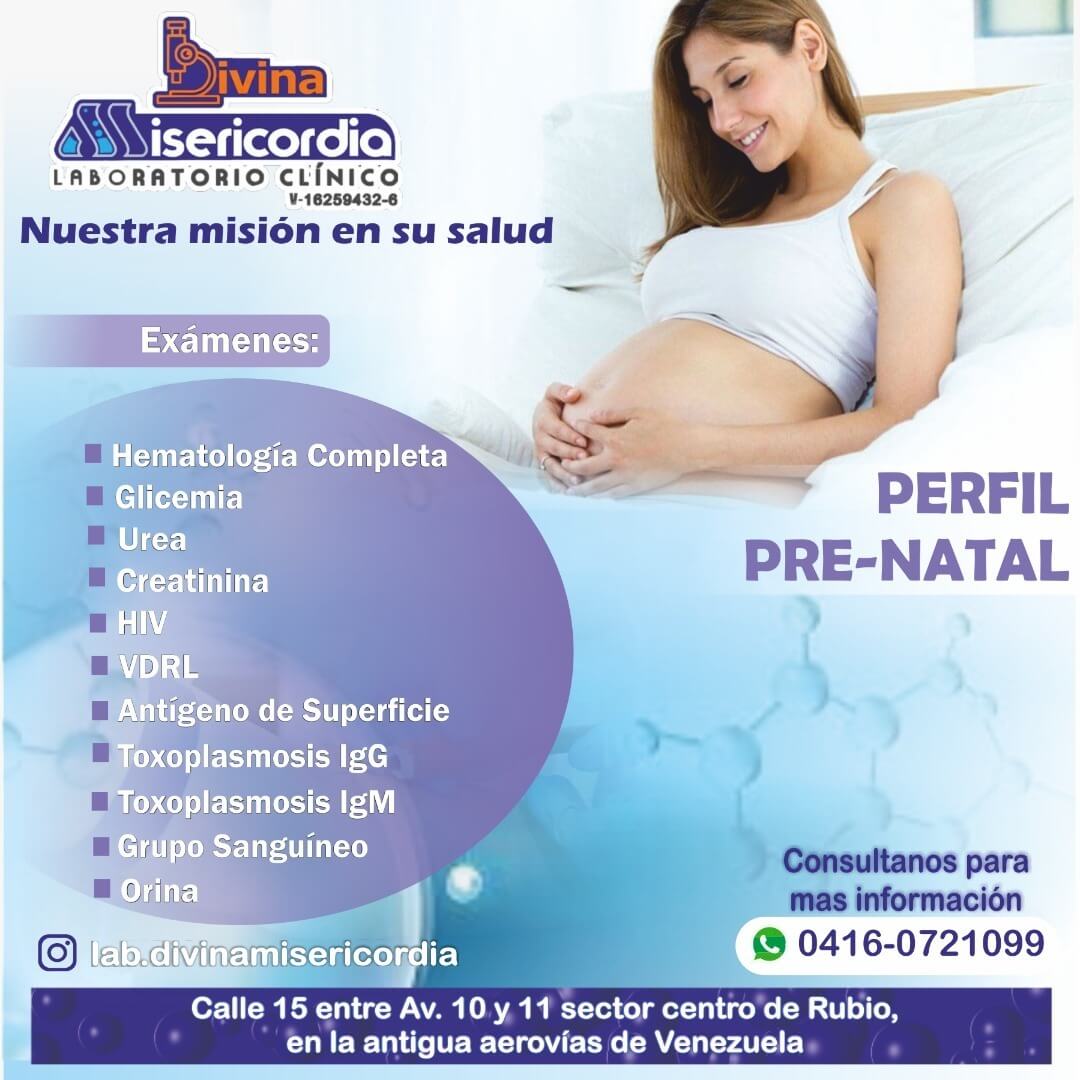 Divina
Misericordia
LABORATORIO CLÍNICO
V-16259432-6
Nuestra misión en su salud
Exámenes:
Hematología Completa
Glicemia
Urea
Creatinina
HIV
VDRL
Antígeno de Superficie
Toxoplasmosis IgG
Toxoplasmosis IgM
Grupo Sanguíneo
Orina
PERFIL
PRE-NATAL
Consultanos para
mas información
0416-0721099
lab.divinamisericordia
Calle 15 entre Av. 10 y 11 sector centro de Rubio,
en la antigua aerovías de Venezuela